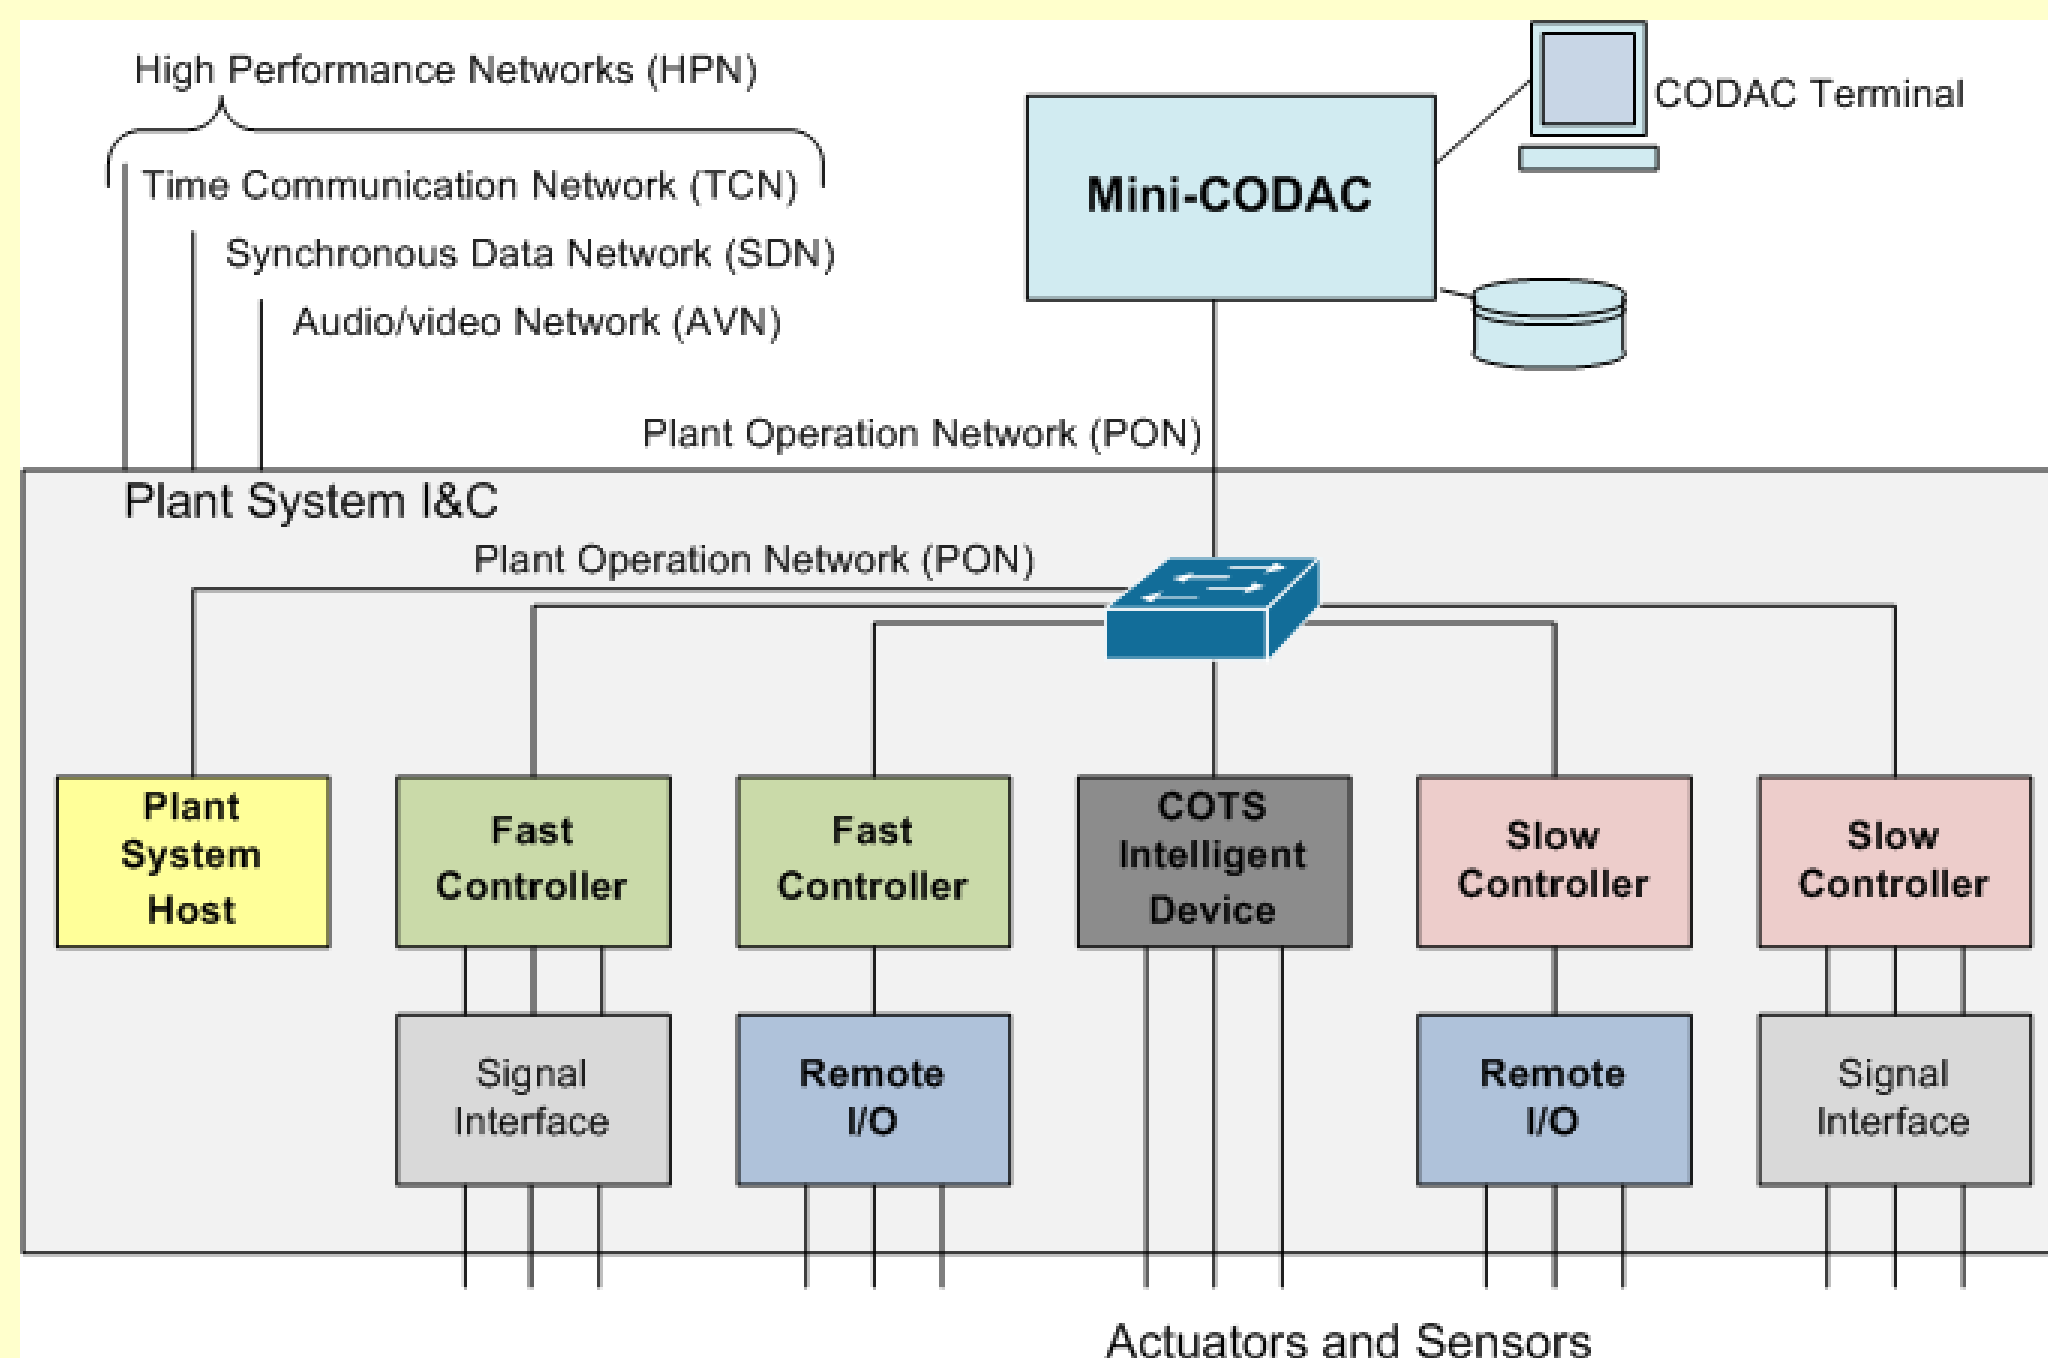 High Performance Networks (HPN)
CODAC Terminal
Time Communication Network (TCN)
Mini-CODAC
Synchronous Data Network (SDN)
Audio/video Network (AVN)
Plant Operation Network (PON)
Plant System I&C
Plant Operation Network (PON)
Plant
System
Host
Fast
Controller
Fast
Controller
COTS
Intelligent
Device
Slow
Controller
Slow
Controller
Signal
Interface
Remote
I/O
Remote
I/O
Signal
Interface
Actuators and Sensors